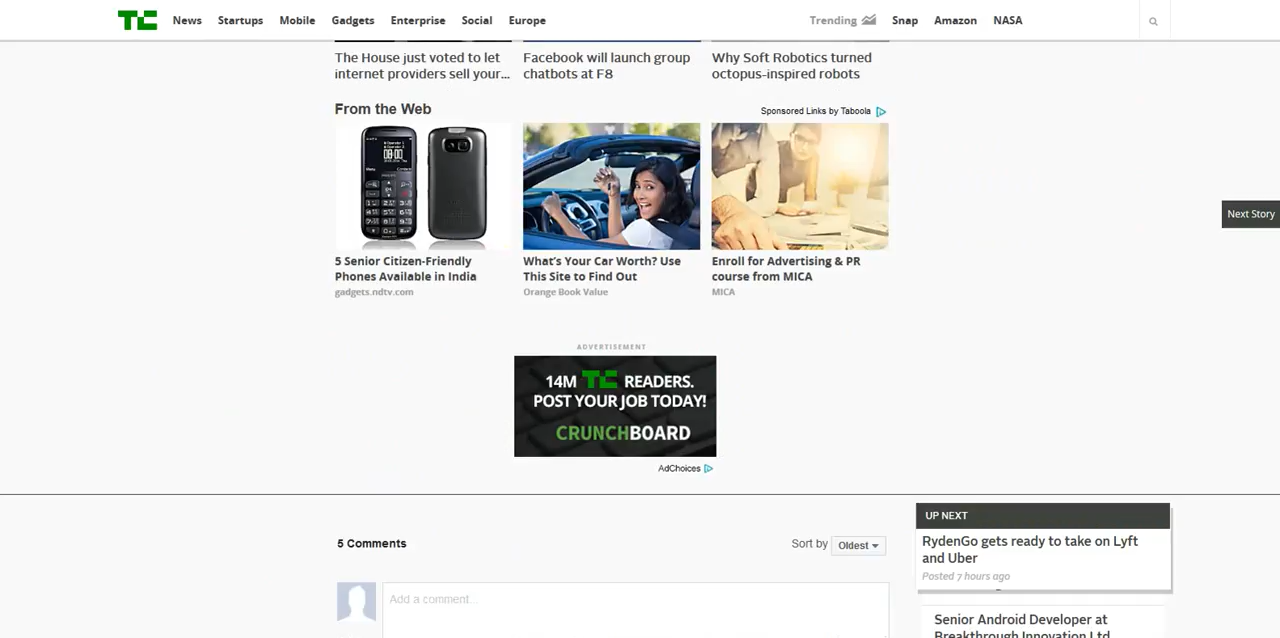 TC News Startups Mobile Gadgets Enterprise Social Europe Trending Snap Amazon NASA
The House just voted to let
internet providers sell your...
Facebook will launch group
chatbots at F8
Why Soft Robotics turned
octopus-inspired robots
From the Web
Sponsored Links by Taboola
5 Senior Citizen-Friendly
Phones Available in India
gadgets.ndtv.com
What's Your Car Worth? Use
This Site to Find Out
Orange Book Value
Enroll for Advertising & PR
course from MICA
MICA
Next Story
ADVERTISEMENT
14M TC READERS.
POST YOUR JOB TODAY!
CRUNCHBOARD
AdChoices
5 Comments
Sort by Oldest
Add a comment...
UP NEXT
RydenGo gets ready to take on Lyft
and Uber
Posted 7 hours ago
Senior Android Developer at
Breakthrough Innovation Ltd